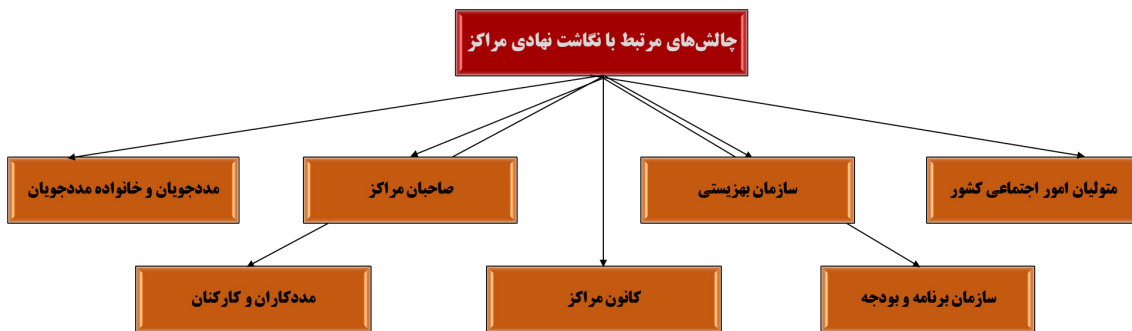 چالش‌های مرتبط با نگاشت نهادی مراکز
متولیان امور اجتماعی کشور
سازمان بهزیستی
صاحبان مراکز
مددجویان و خانواده مددجویان
سازمان برنامه و بودجه
کانون مراکز
مددکاران و کارکنان